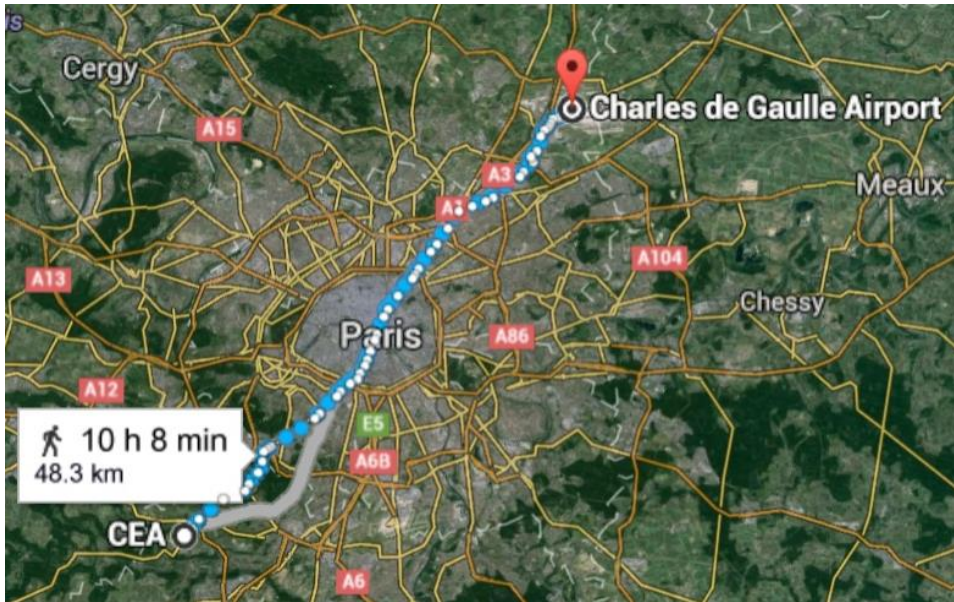 Cergy
Charles de Gaulle Airport
A15
A3
Meaux
A1
A104
A13
Chessy
Paris
A86
A12
E5
10 h 8 min
48.3 km
A6B
CEA
A6